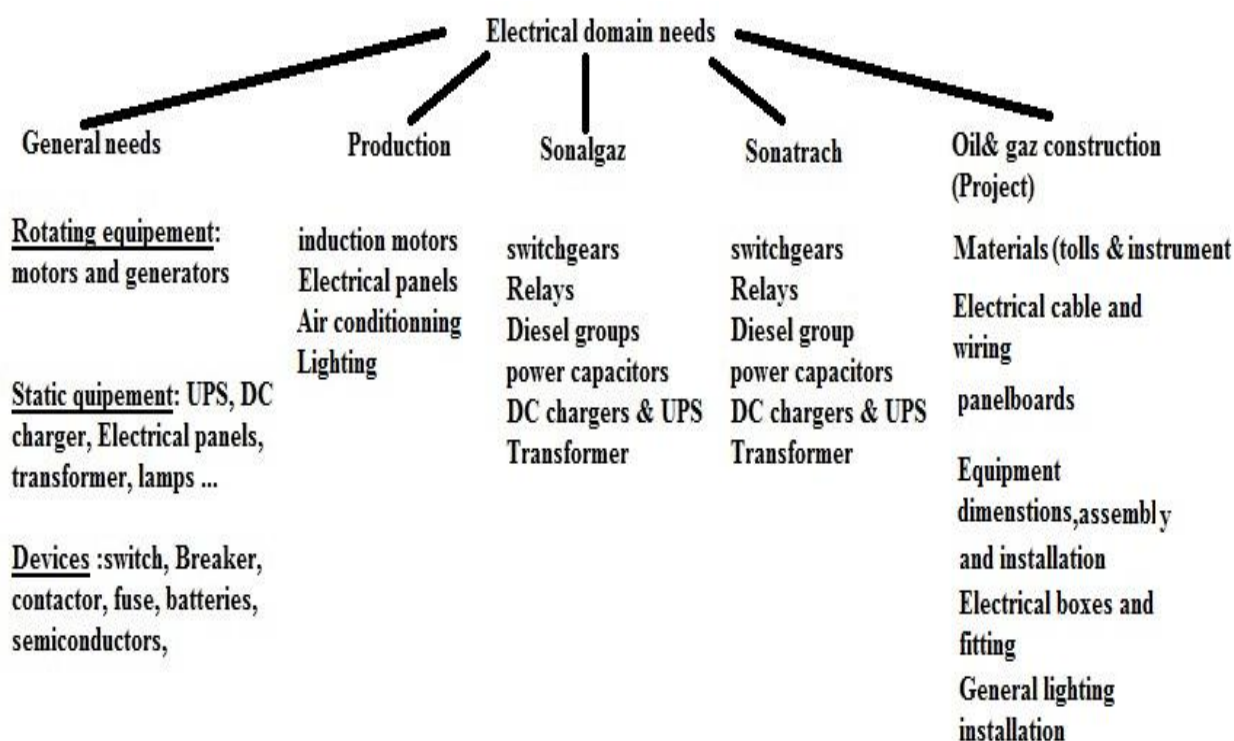 Electrical domain needs
General needs
Rotating equipement:
motors and generators
Static quipement: UPS, DC
charger, Electrical panels,
transformer, lamps ...
Devices :switch, Breaker,
contactor, fuse, batteries,
semiconductors,
Production
induction motors
Electrical panels
Air conditionning
Lighting
Sonalgaz
switchgears
Relays
Diesel groups
power capacitors
DC chargers & UPS
Transformer
Sonatrach
switchgears
Relays
Diesel group
power capacitors
DC chargers & UPS
Transformer
Oil& gaz construction
(Project)
Materials (tolls & instrument
Electrical cable and
wiring
panelboards
Equipment
dimenstions,assembly
and installation
Electrical boxes and
fitting
General lighting
installation